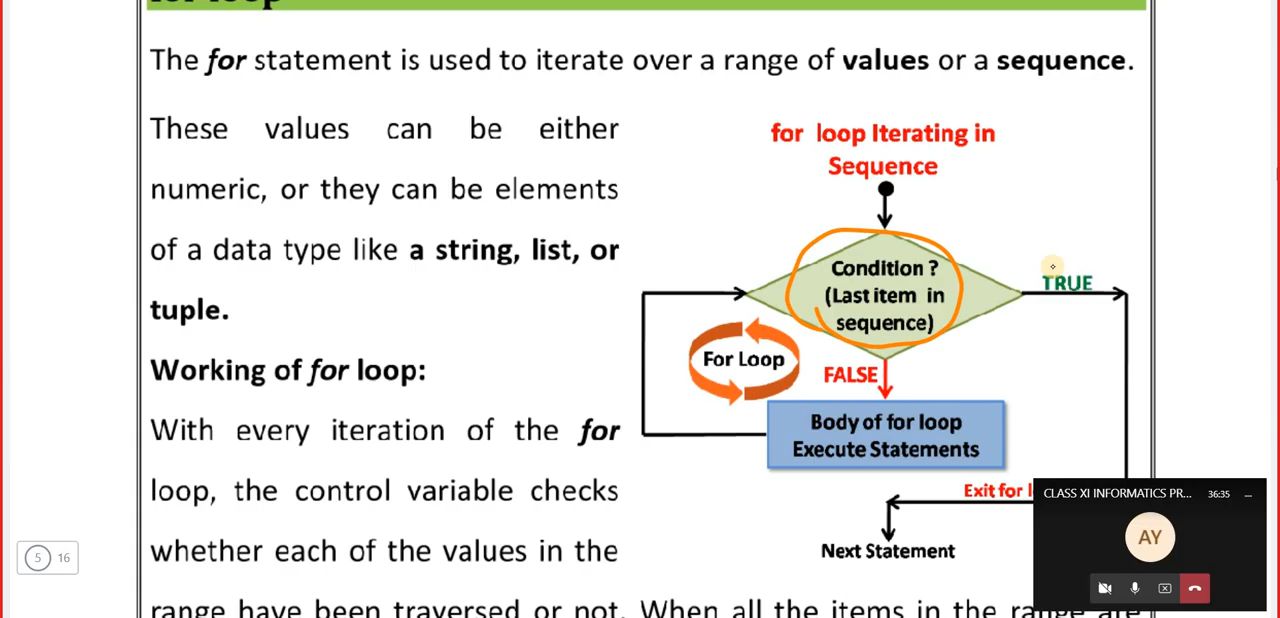 for loop
The for statement is used to iterate over a range of values or a sequence.
These values can be either
numeric, or they can be elements
of a data type like a string, list, or
tuple.
Working of for loop:
With every iteration of the for
loop, the control variable checks
whether each of the values in the
range have been traversed or not. When all the items in the range are
for loop Iterating in
Sequence
Condition ?
(Last item in
sequence)
TRUE
For Loop
FALSE
Body of for loop
Execute Statements
Exit for l
Next Statement
CLASS XI INFORMATICS PR... 36:35
AY
5 16